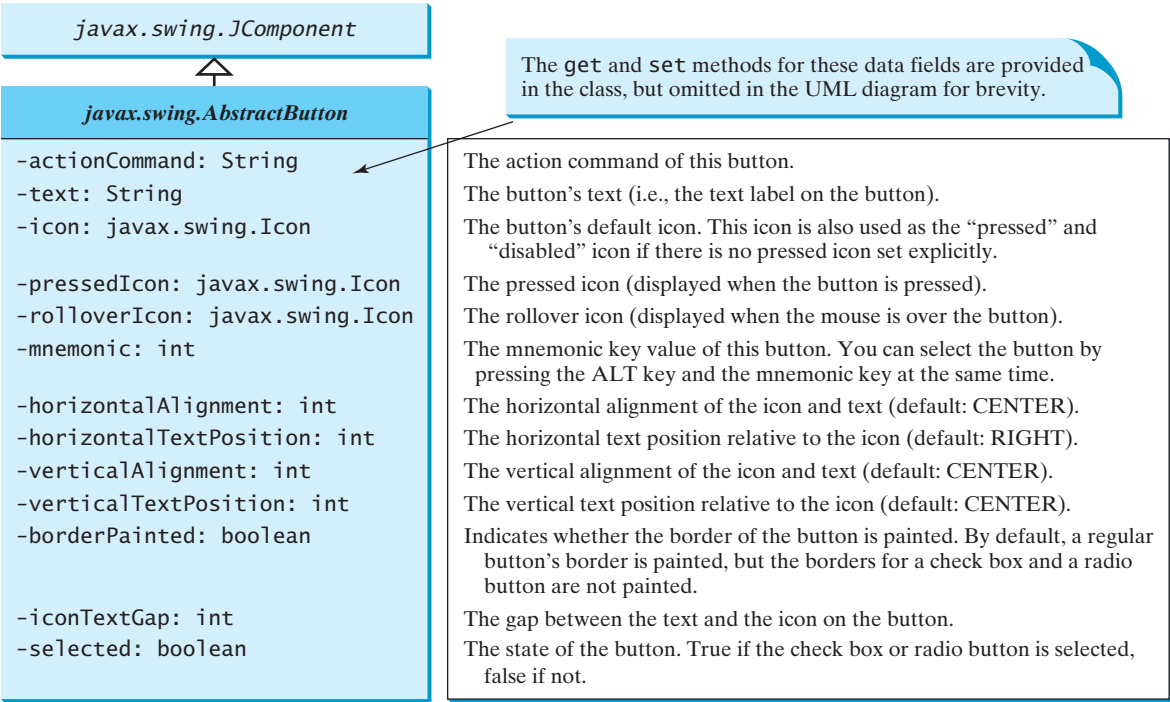 javax.swing.JComponent
The get and set methods for these data fields are provided
in the class, but omitted in the UML diagram for brevity.
javax.swing.AbstractButton
-actionCommand: String
The action command of this button.
-text: String
The button's text (i.e., the text label on the button).
-icon: javax.swing.Icon
The button's default icon. This icon is also used as the “pressed” and
“disabled” icon if there is no pressed icon set explicitly.
-pressedIcon: javax.swing.Icon
The pressed icon (displayed when the button is pressed).
-rolloverIcon: javax.swing.Icon
The rollover icon (displayed when the mouse is over the button).
-mnemonic: int
The mnemonic key value of this button. You can select the button by
pressing the ALT key and the mnemonic key at the same time.
-horizontalAlignment: int
The horizontal alignment of the icon and text (default: CENTER).
-horizontalTextPosition: int
The horizontal text position relative to the icon (default: RIGHT).
-verticalAlignment: int
The vertical alignment of the icon and text (default: CENTER).
-verticalTextPosition: int
The vertical text position relative to the icon (default: CENTER).
-borderPainted: boolean
Indicates whether the border of the button is painted. By default, a regular
button's border is painted, but the borders for a check box and a radio
button are not painted.
-iconTextGap: int
The gap between the text and the icon on the button.
-selected: boolean
The state of the button. True if the check box or radio button is selected,
false if not.